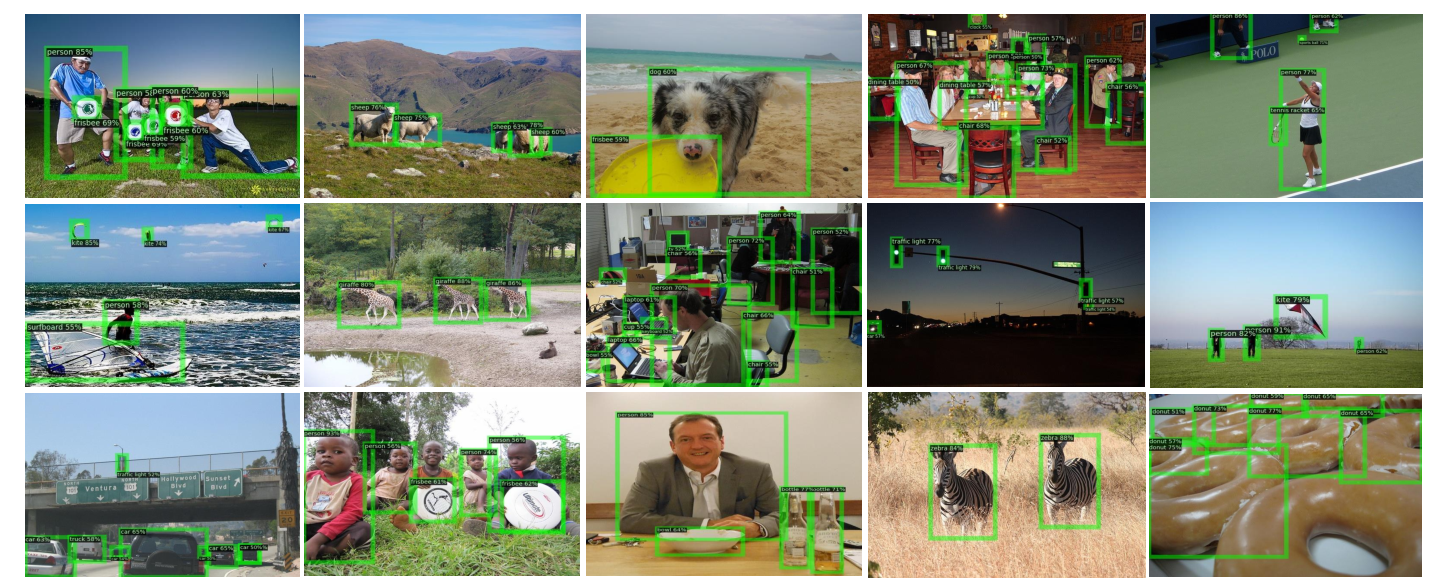 person 85%
person 60%
person 63%
frisbee 69%
frisbee 60%
frisbee 59%
frisbee 69%
sheep 76%
sheep 75%
sheep 63%
78%
sheep 60%
dog 60%
frisbee 59%
person 57%
person 67%
person 73%
person 62%
dining table 50%
dining table 57%
chair 56%
chair 68%
chair 52%
person 86%
person 62%
POLO
person 77%
tennis racket 65%
kite 85%
kite 74%
kite 67%
person 58%
surfboard 55%
giraffe 80%
giraffe 88%
giraffe 86%
person 64%
person 72%
person 52%
chair 56%
chair 51%
person 70%
laptop 61%
chair 66%
cup 55%
laptop 66%
bowl 55%
chair 55%
traffic light 77%
traffic light 79%
traffic light 57%
kite 79%
person 82%
person 91%
person 62%
traffic light 52%
Ventura
101
Hollywood
Blvd
Sunset
Blvd
car 63%
truck 58%
car 65%
car 65%
car 50%
person 93%
person 56%
person 74%
person 56%
frisbee 61%
frisbee 62%
person 85%
bottle 77%
bottle 71%
bowl 64%
zebra 84%
zebra 88%
donut 51%
donut 73%
donut 59%
donut 77%
donut 65%
donut 65%
donut 57%
donut 75%